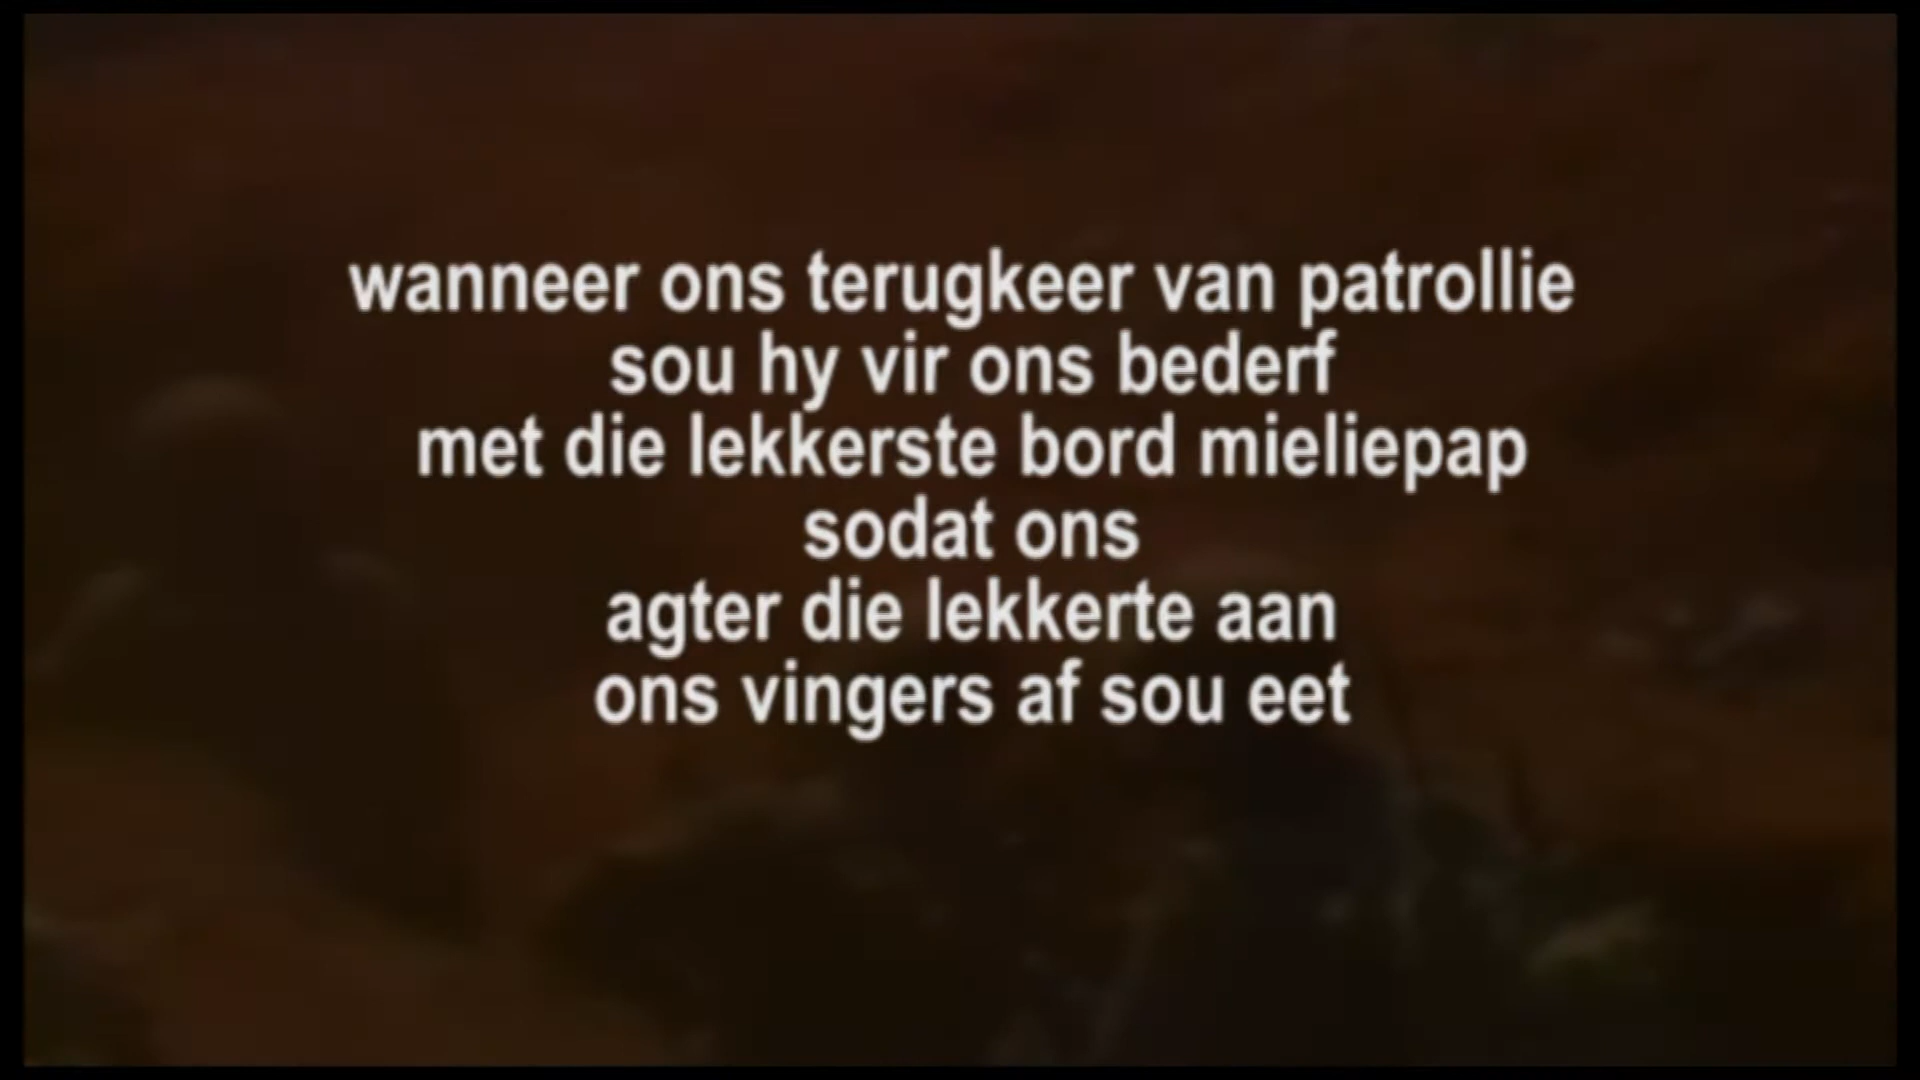 wanneer ons terugkeer van patrollie
sou hy vir ons bederf
met die lekkerste bord mieliepap
sodat ons
agter die lekkerte aan
ons vingers af sou eet